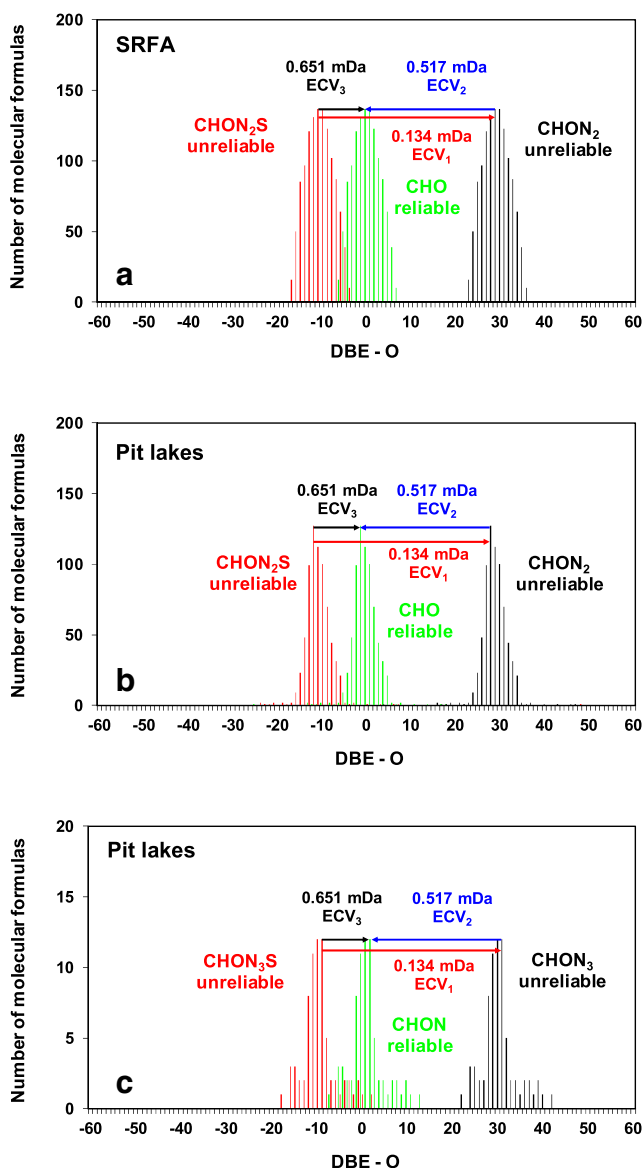 SRFA
0.651 mDa
ECV3
0.517 mDa
ECV2
CHON2S
unreliable
0.134 mDa
ECV1
CHON2
unreliable
CHO
reliable
a
Number of molecular formulas
200
150
100
50
0
-60 -50 -40 -30 -20 -10 0 10 20 30 40 50 60
DBE - O
Pit lakes
0.651 mDa
ECV3
0.517 mDa
ECV2
CHON2S
unreliable
0.134 mDa
ECV1
CHON2
unreliable
CHO
reliable
b
Number of molecular formulas
200
150
100
50
0
-60 -50 -40 -30 -20 -10 0 10 20 30 40 50 60
DBE - O
Pit lakes
0.651 mDa
ECV3
0.517 mDa
ECV2
CHON3S
unreliable
0.134 mDa
ECV1
CHON3
unreliable
CHON
reliable
c
Number of molecular formulas
20
15
10
5
0
-60 -50 -40 -30 -20 -10 0 10 20 30 40 50 60
DBE - O